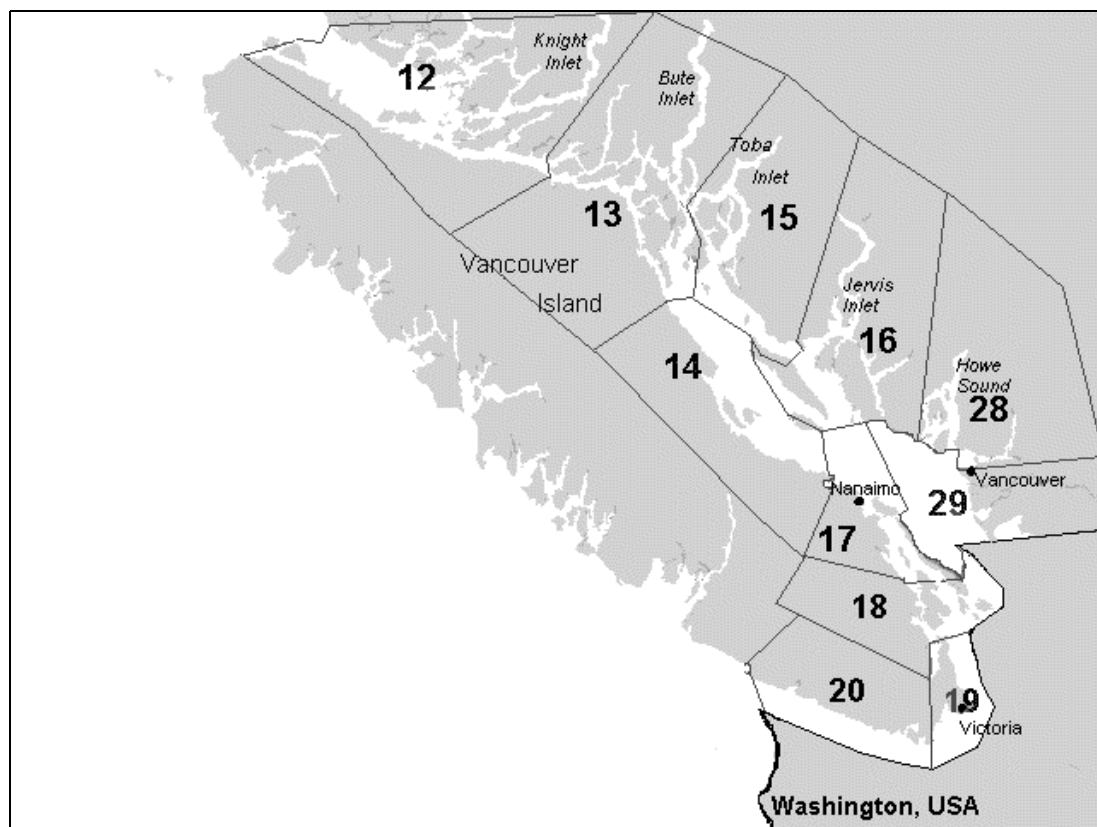 Knight
Inlet
12
Bute
Inlet
Toba
Inlet
13
15
Vancouver
Island
Jervis
Inlet
16
14
Howe
Sound
28
Vancouver
Nanaimo
29
17
18
20
19
Victoria
Washington, USA